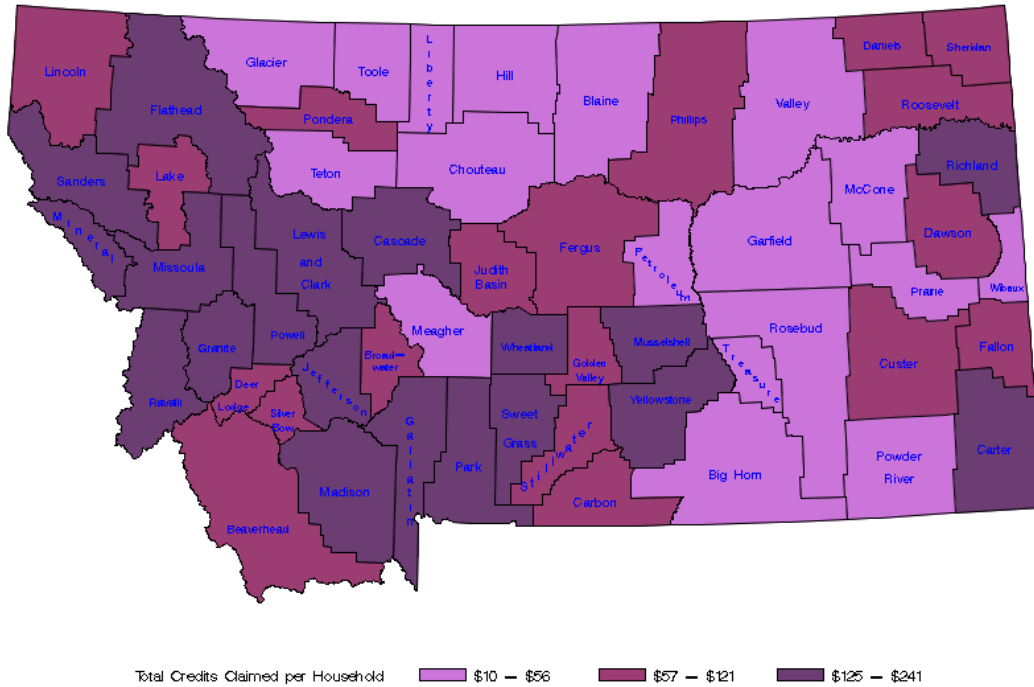 Lincoln
Flathead
Glacier
Toole
Liberty
Hill
Blaine
Phillips
Valley
Daniels
Sheridan
Roosevelt
Pondera
Teton
Chouteau
Sanders
Lake
Mineral
Missoula
Lewis
and
Clark
Cascade
Judith
Basin
Fergus
Petroleum
Garfield
McCone
Richland
Dawson
Prairie
Wibaux
Meagher
Wheatland
Golden
Valley
Musselshell
Rosebud
Treasure
Custer
Fallon
Granite
Powell
Ravalli
Deer
Lodge
Silver
Bow
Jefferson
Broad–
water
Gallatin
Park
Sweet
Grass
Stillwater
Yellowstone
Carbon
Big Horn
Powder
River
Carter
Beaverhead
Madison
Total Credits Claimed per Household
$10 – $56
$57 – $121
$125 – $241